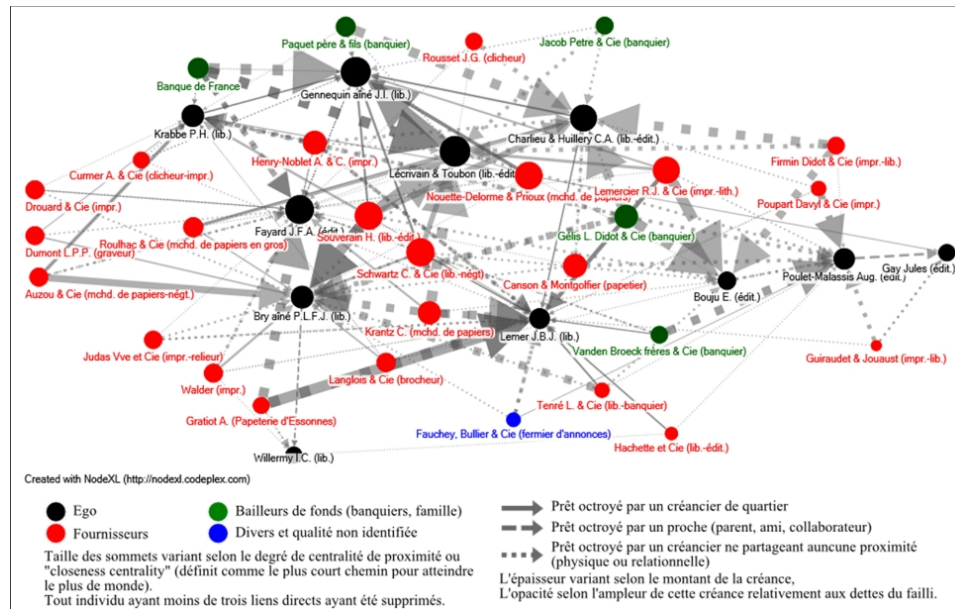 Paquet père & fils (banquier)
Jacob Petre & Cie (banquier)
Rousset J.G. (clicheur)
Banque de France
Gennequin aîné J.I. (lib.)
Krabbe P.H. (lib.)
Charlieu & Huillery C.A. (lib.-édit.)
Curmer A. & Cie (clicheur-impr.)
Henry-Noblet A. & C. (impr.)
Lécrivain & Toubon (lib.-édit
Firmin Didot & Cie (impr.-lib.)
Drouard & Cie (impr.)
Nouette-Delorme & Prioux (mchd. de papiers)
Lemercier R.J. & Cie (impr.-lith.)
Poupart Davyl & Cie (impr.)
Fayard J.F.A. (édit.)
Souverain H. (lib.-édit.)
Roulhac & Cie (mchd. de papiers en gros)
Dumont L.P.P. (graveur)
Gélis L. Didot & Cie (banquier)
Schwartz C. & Cie (lib.-négt)
Poulet-Malassis Aug. (édit.)
Gay Jules (édit.)
Auzou & Cie (mchd. de papiers-négt.)
Canson & Montgolfier (papetier)
Bouju E. (édit.)
Bry aîné P.L.F.J. (lib.)
Krantz C. (mchd. de papiers)
Lemer J.B.J. (lib.)
Vanden Broeck frères & Cie (banquier)
Judas Vve et Cie (impr.-relieur)
Guiraudet & Jouaust (impr.-lib.)
Walder (impr.)
Langlois & Cie (brocheur)
Gratiot A. (Papeterie d'Essonnes)
Tenré L. & Cie (lib.-banquier)
Fauchey, Bullier & Cie (fermier d'annonces)
Hachette et Cie (lib.-édit.)
Willermy I.C. (lib.)
Created with NodeXL (http://nodexl.codeplex.com)
Ego
Fournisseurs
Bailleurs de fonds (banquiers, famille)
Divers et qualité non identifiée
Taille des sommets variant selon le degré de centralité de proximité ou
"closeness centrality" (définit comme le plus court chemin pour atteindre
le plus de monde).
Tout individu ayant moins de trois liens directs ayant été supprimés.
Prêt octroyé par un créancier de quartier
Prêt octroyé par un proche (parent, ami, collaborateur)
Prêt octroyé par un créancier ne partageant aucune proximité
(physique ou relationnelle)
L'épaisseur variant selon le montant de la créance,
L'opacité selon l'ampleur de cette créance relativement aux dettes du failli.